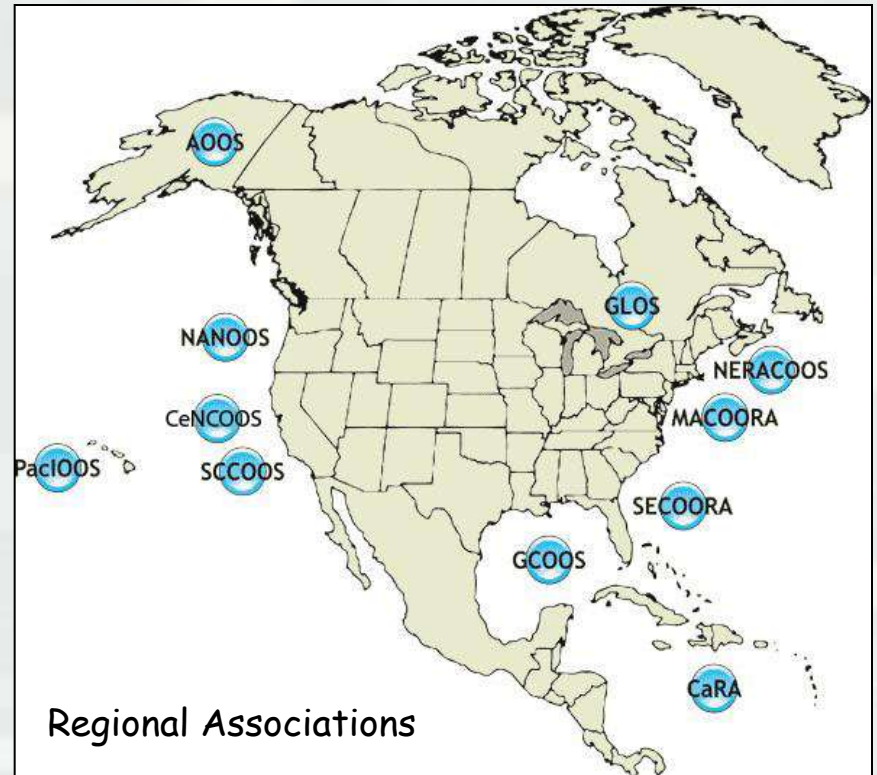 AOOS
GLOS
NANOOS
NERACOOS
CeNCOOS
MACOORA
PacIOOS
SCCOOS
SECOORA
GCOOS
CaRA
Regional Associations